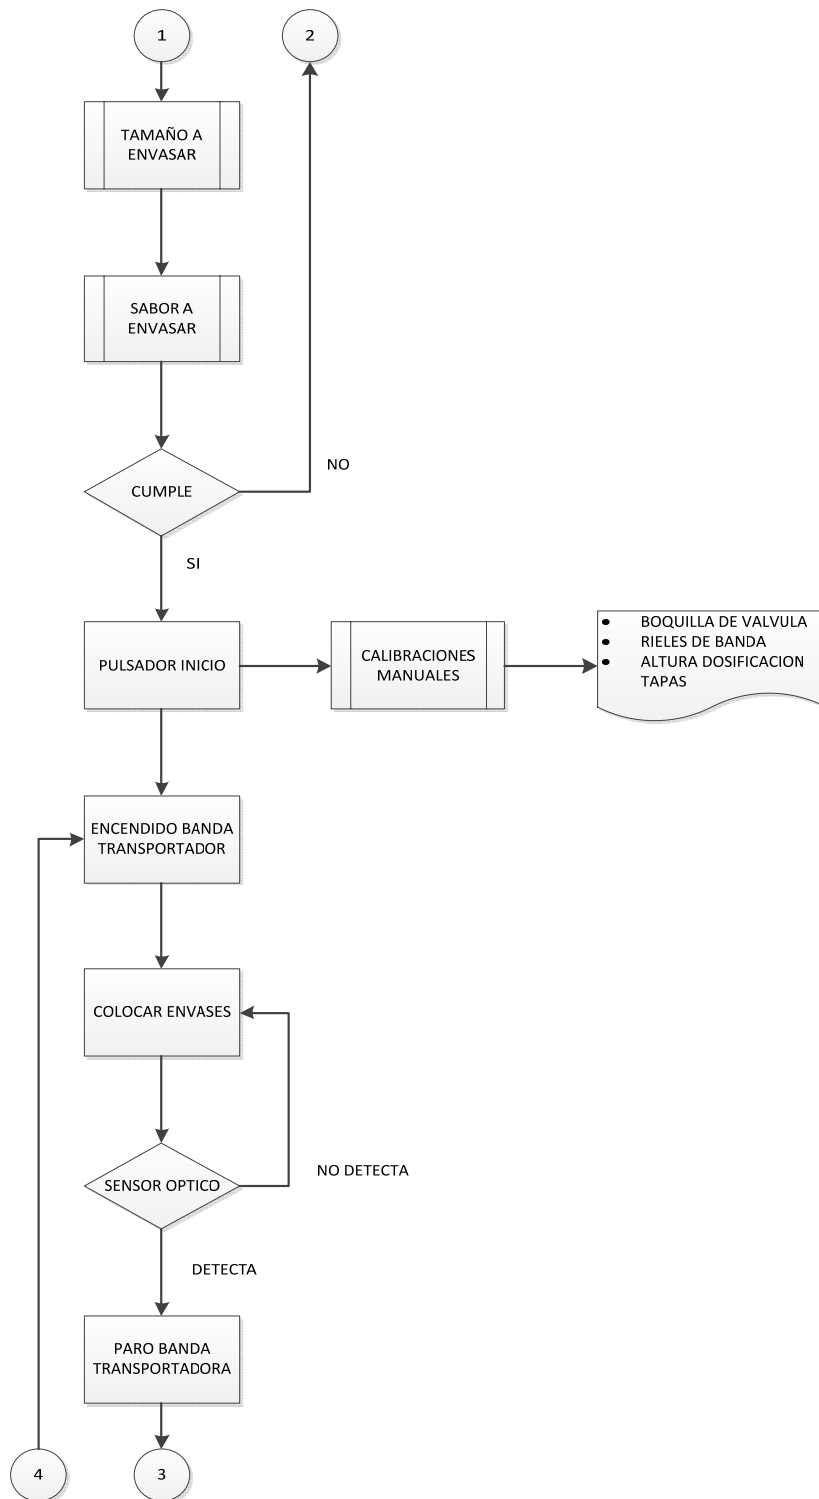 1
2
TAMAÑO A
ENVASAR
SABOR A
ENVASAR
CUMPLE
NO
SI
PULSADOR INICIO
CALIBRACIONES
MANUALES
• BOQUILLA DE VALVULA
• RIELES DE BANDA
• ALTURA DOSIFICACION
TAPAS
ENCENDIDO BANDA
TRANSPORTADOR
COLOCAR ENVASES
SENSOR OPTICO
NO DETECTA
DETECTA
PARO BANDA
TRANSPORTADORA
4
3